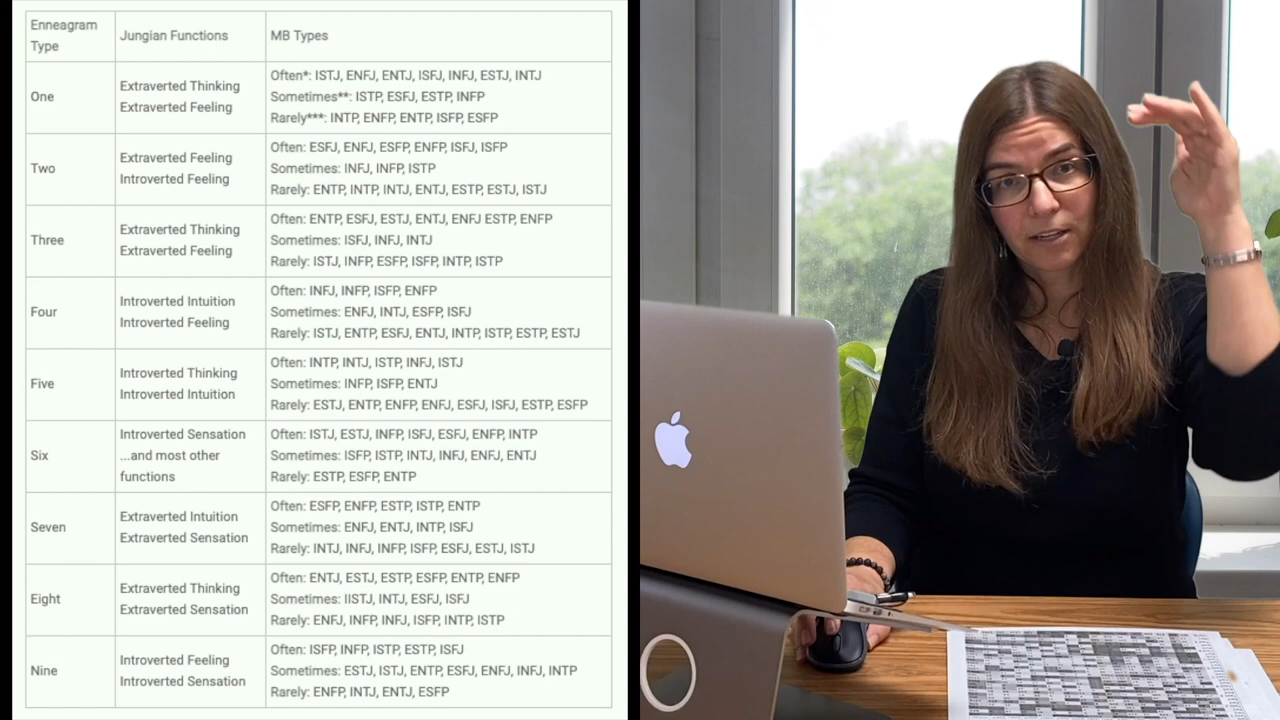 Enneagram
Type
Jungian Functions
MB Types
One
Extraverted Thinking
Extraverted Feeling
Often*: ISTJ, ENFJ, ENTJ, ISFJ, INFJ, ESTJ, INTJ
Sometimes**: ISTP, ESFJ, ESTP, INFP
Rarely***: INTP, ENFP, ENTP, ISFP, ESFP
Two
Extraverted Feeling
Introverted Feeling
Often: ESFJ, ENFJ, ESFP, ENFP, ISFJ, ISFP
Sometimes: INFJ, INFP, ISTP
Rarely: ENTP, INTP, INTJ, ENTJ, ESTP, ESTJ, ISTJ
Three
Extraverted Thinking
Extraverted Feeling
Often: ENTP, ESFJ, ESTJ, ENTJ, ENFJ ESTP, ENFP
Sometimes: ISFJ, INFJ, INTJ
Rarely: ISTJ, INFP, ESFP, ISFP, INTP, ISTP
Four
Introverted Intuition
Introverted Feeling
Often: INFJ, INFP, ISFP, ENFP
Sometimes: ENFJ, INTJ, ESFP, ISFJ
Rarely: ISTJ, ENTP, ESFJ, ENTJ, INTP, ISTP, ESTP, ESTJ
Five
Introverted Thinking
Introverted Intuition
Often: INTP, INTJ, ISTP, INFJ, ISTJ
Sometimes: INFP, ISFP, ENTJ
Rarely: ESTJ, ENTP, ENFP, ENFJ, ESFJ, ISFJ, ESTP, ESFP
Six
Introverted Sensation
...and most other
functions
Often: ISTJ, ESTJ, INFP, ISFJ, ESFJ, ENFP, INTP
Sometimes: ISFP, ISTP, INTJ, INFJ, ENFJ, ENTJ
Rarely: ESTP, ESFP, ENTP
Seven
Extraverted Intuition
Extraverted Sensation
Often: ESFP, ENFP, ESTP, ISTP, ENTP
Sometimes: ENFJ, ENTJ, INTP, ISFJ
Rarely: INTJ, INFJ, INFP, ISFP, ESFJ, ESTJ, ISTJ
Eight
Extraverted Thinking
Extraverted Sensation
Often: ENTJ, ESTJ, ESTP, ESFP, ENTP, ENFP
Sometimes: IISTJ, INTJ, ESFJ, ISFJ
Rarely: ENFJ, INFP, INFJ, ISFP, INTP, ISTP
Nine
Introverted Feeling
Introverted Sensation
Often: ISFP, INFP, ISTP, ESTP, ISFJ
Sometimes: ESTJ, ISTJ, ENTP, ESFJ, ENFJ, INFJ, INTP
Rarely: ENFP, INTJ, ENTJ, ESFP